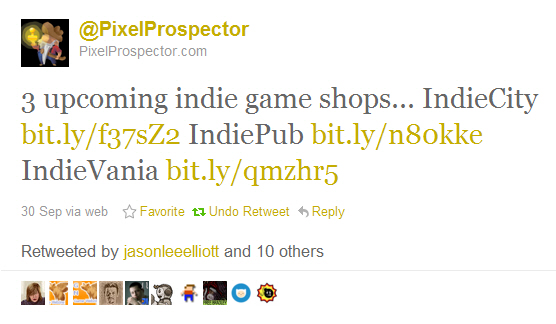 @PixelProspector
PixelProspector.com
3 upcoming indie game shops... IndieCity
bit.ly/f37sZ2 IndiePub bit.ly/n80kke
IndieVania bit.ly/qmzhr5
30 Sep via web Favorite Undo Retweet Reply
Retweeted by jasonleeelliott and 10 others